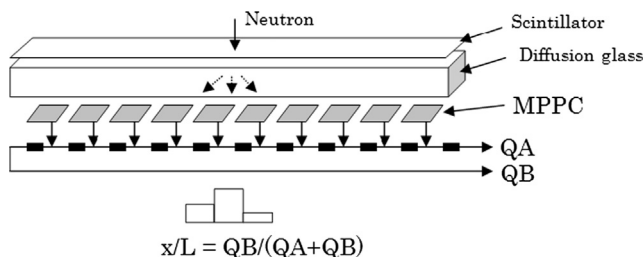 Neutron
Scintillator
Diffusion glass
MPPC
QA
QB
x/L = QB/(QA+QB)